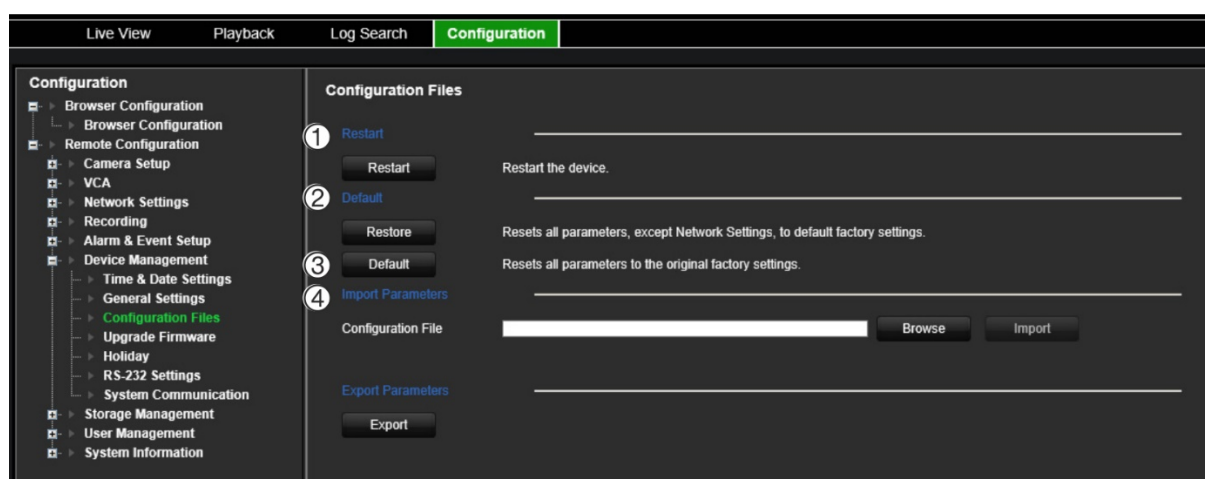 Live View Playback Log Search Configuration
Configuration
Browser Configuration
Browser Configuration
Remote Configuration
Camera Setup
VCA
Network Settings
Recording
Alarm & Event Setup
Device Management
Time & Date Settings
General Settings
Configuration Files
Upgrade Firmware
Holiday
RS-232 Settings
System Communication
Storage Management
User Management
System Information
Configuration Files
1 Restart
Restart Restart the device.
2 Default
Restore Resets all parameters, except Network Settings, to default factory settings.
3 Default Resets all parameters to the original factory settings.
4 Import Parameters
Configuration File Browse Import
Export Parameters
Export